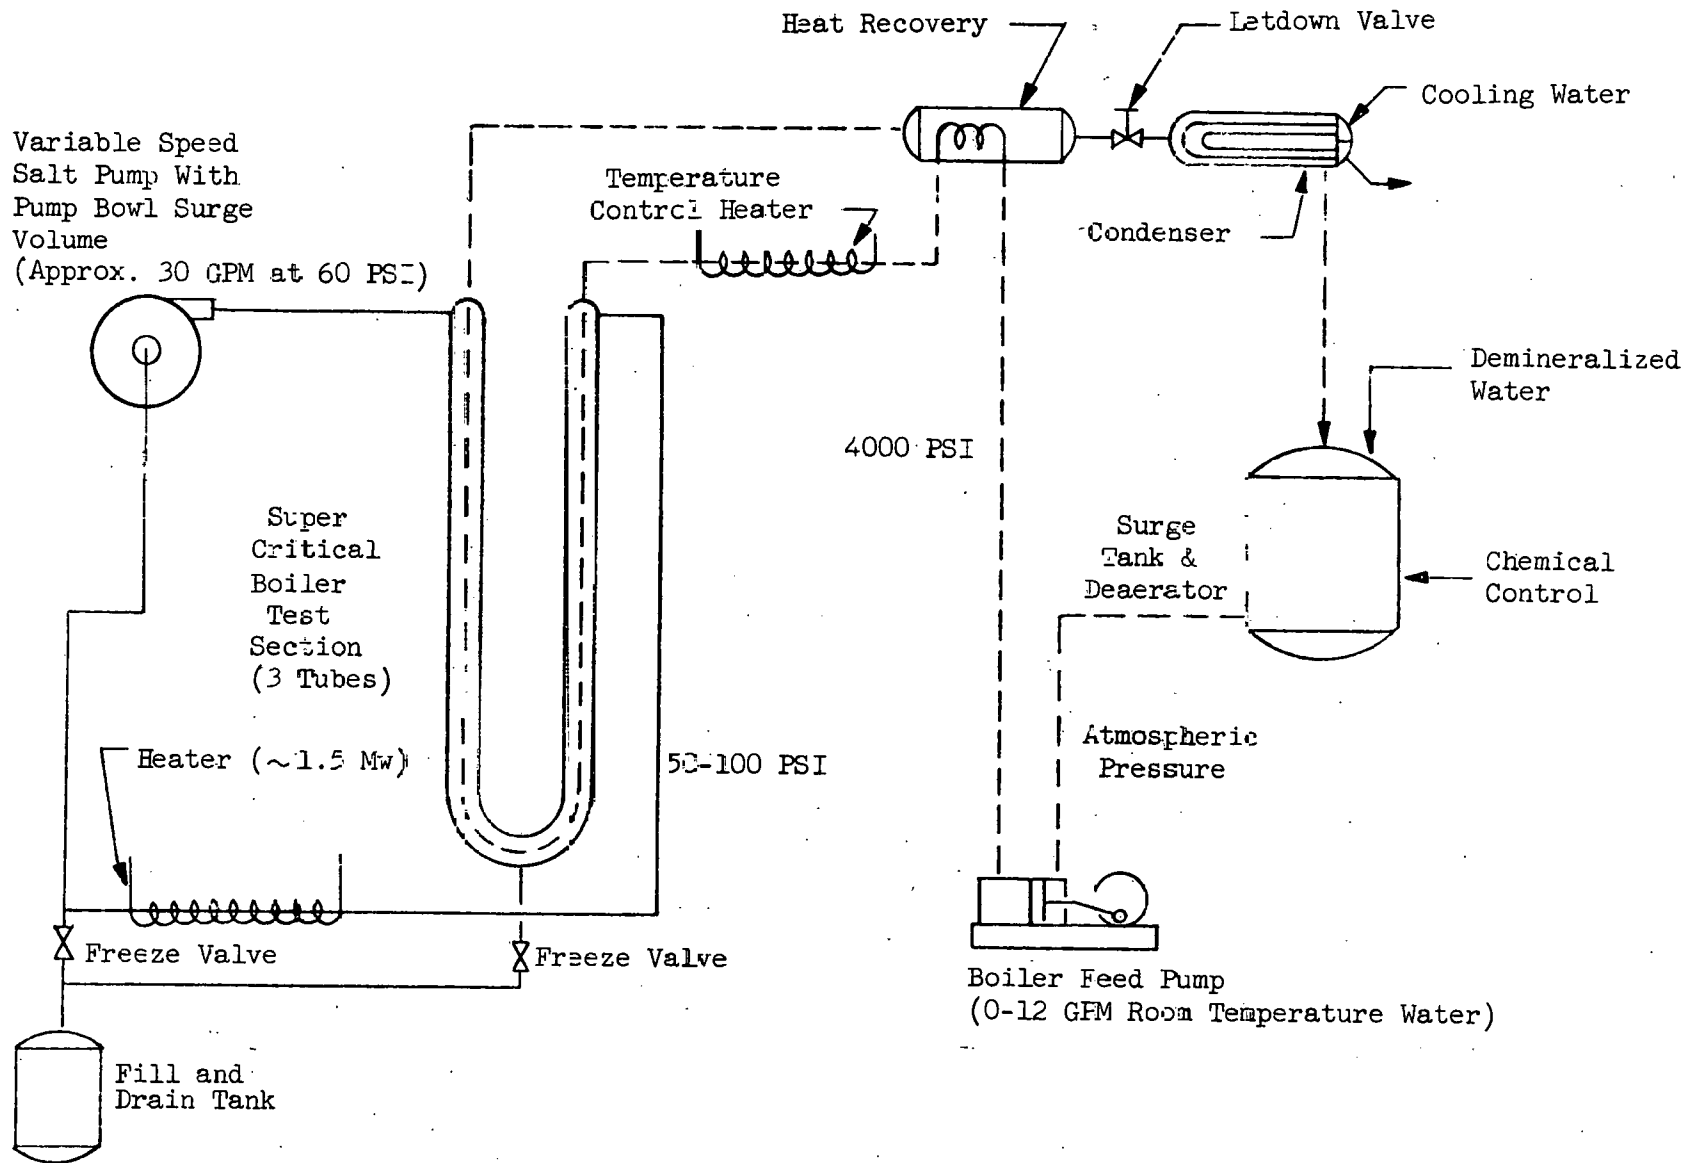 Heat Recovery
Letdown Valve
Cooling Water
Variable Speed
Salt Pump With
Pump Bowl Surge
Volume
(Approx. 30 GPM at 60 PSI)
Temperature
Control Heater
Condenser
Demineralized
Water
4000 PSI
Super
Critical
Boiler
Test
Section
(3 Tubes)
Surge
Tank &
Deaerator
Chemical
Control
Heater (~1.5 Mw)
50-100 PSI
Atmospheric
Pressure
Freeze Valve
Freeze Valve
Boiler Feed Pump
(0-12 GPM Room Temperature Water)
Fill and
Drain Tank